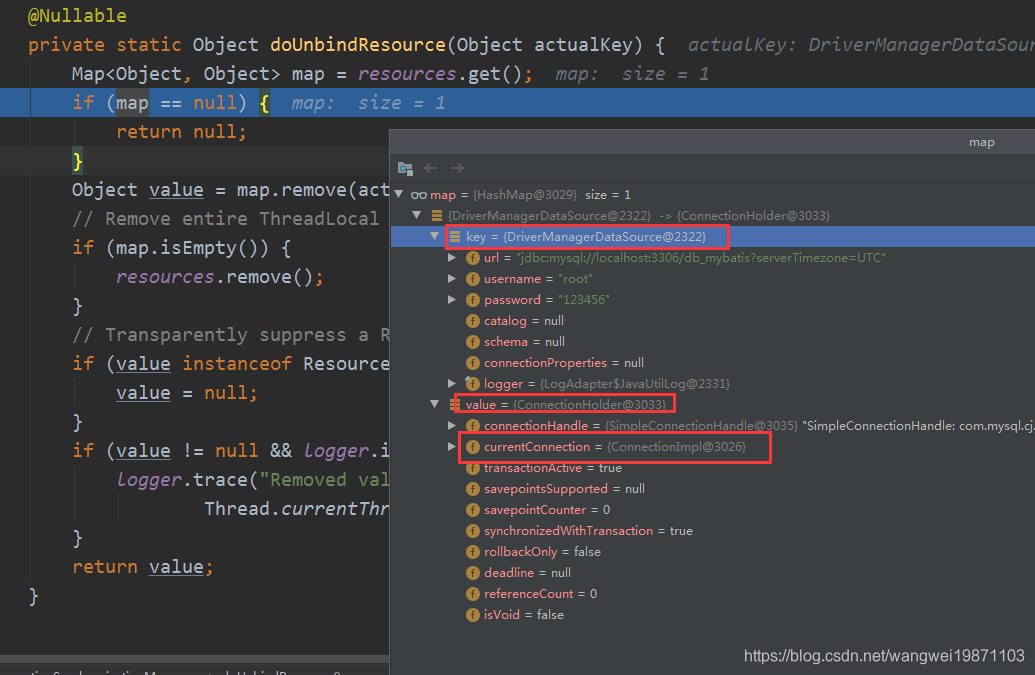 @Nullable
private static Object doUnbindResource(Object actualKey) {  actualKey: DriverManagerDataSour
Map<Object, Object> map = resources.get();  map:  size = 1
if (map == null) {  map:  size = 1
return null;
}
Object value = map.remove(act
// Remove entire ThreadLocal
if (map.isEmpty()) {
resources.remove();
}
// Transparently suppress a R
if (value instanceof Resource
value = null;
}
if (value != null && logger.i
logger.trace("Removed val
Thread.currentThr
}
return value;
}
map
map = {HashMap@3029}  size = 1
{DriverManagerDataSource@2322} -> {ConnectionHolder@3033}
key = {DriverManagerDataSource@2322}
url = "jdbc:mysql://localhost:3306/db_mybatis?serverTimezone=UTC"
username = "root"
password = "123456"
catalog = null
schema = null
connectionProperties = null
logger = {LogAdapter$JavaUtilLog@2331}
value = {ConnectionHolder@3033}
connectionHandle = {SimpleConnectionHandle@3035} "SimpleConnectionHandle: com.mysql.cj.
currentConnection = {ConnectionImpl@3026}
transactionActive = true
savepointsSupported = null
savepointCounter = 0
synchronizedWithTransaction = true
rollbackOnly = false
deadline = null
referenceCount = 0
isVoid = false
https://blog.csdn.net/wangwei19871103